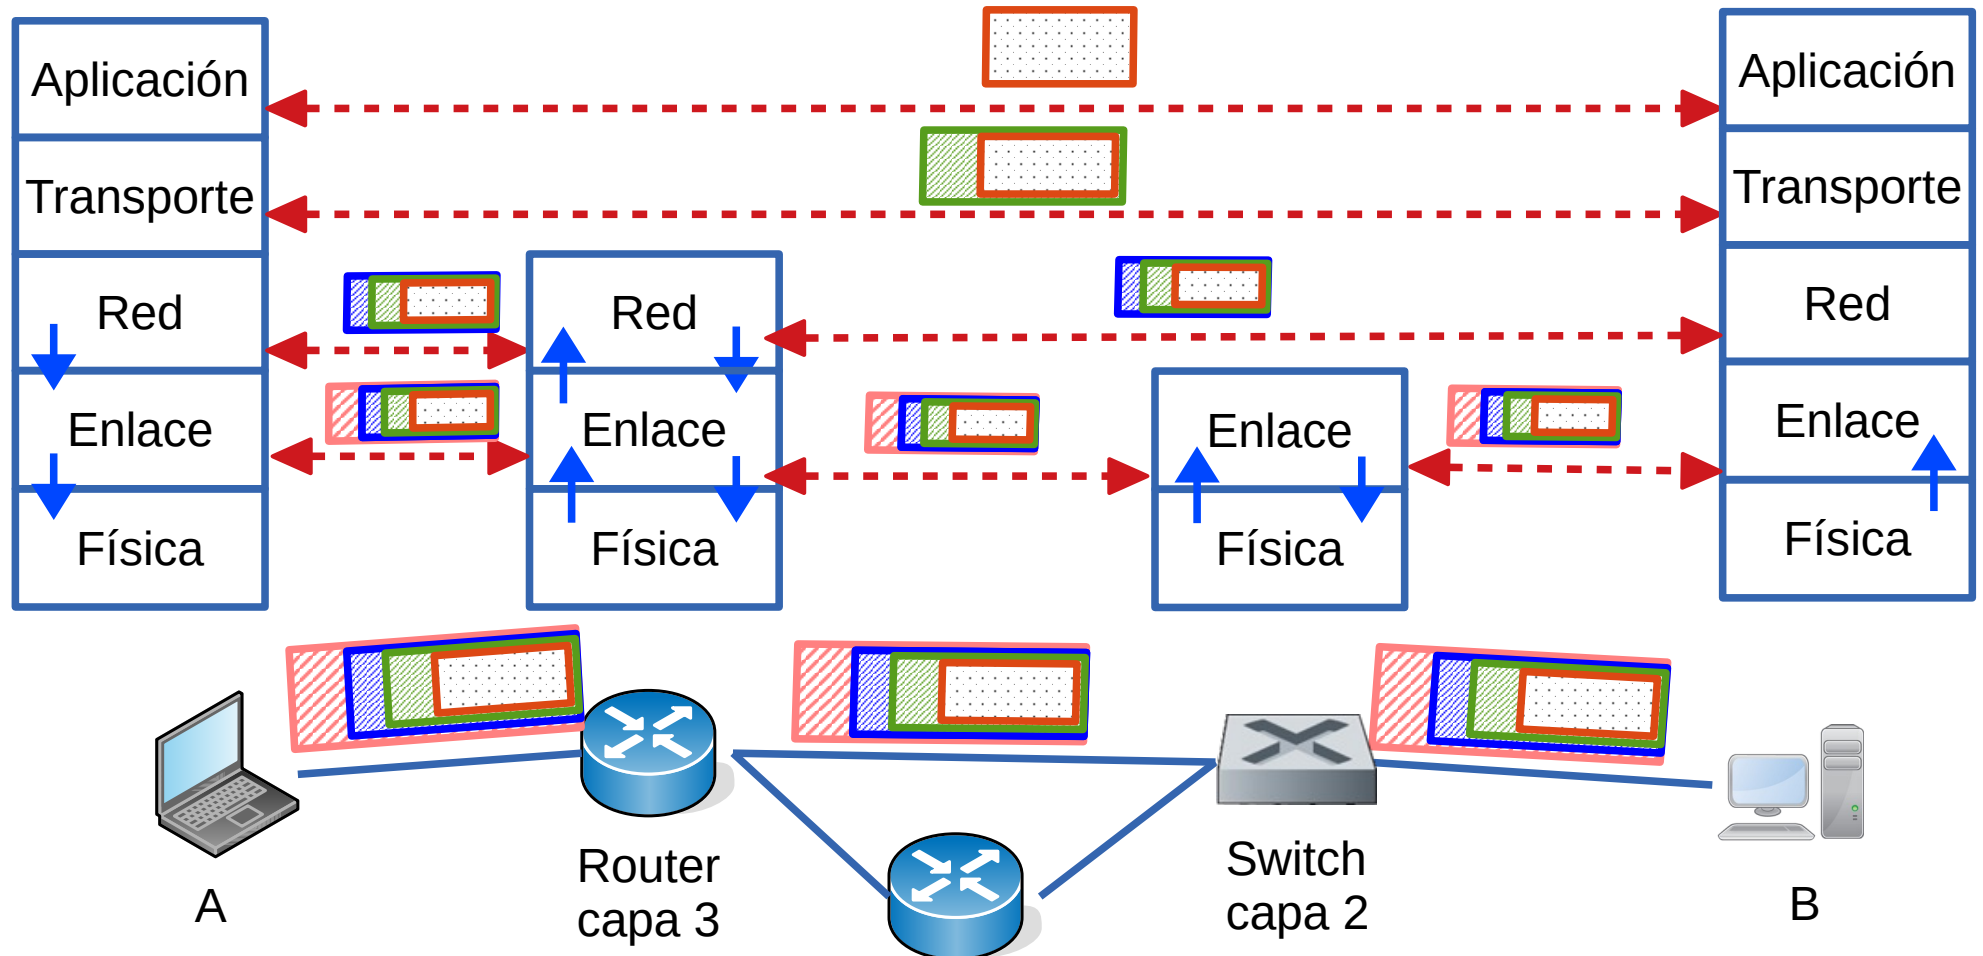 Aplicación
Transporte
Red
Enlace
Física
Red
Enlace
Física
Enlace
Física
Aplicación
Transporte
Red
Enlace
Física
A
Router
capa 3
Switch
capa 2
B